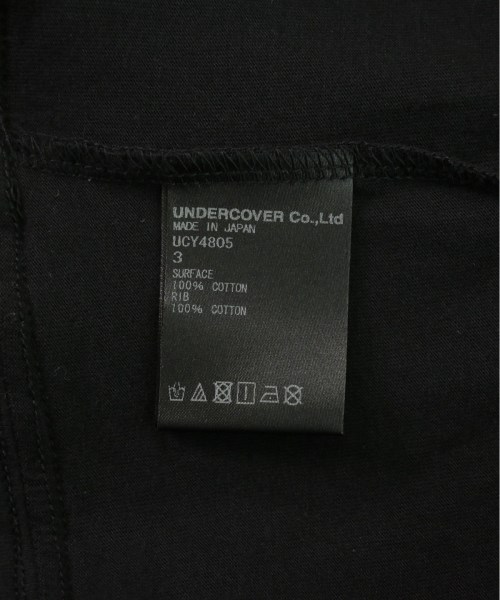 UNDERCOVER Co.,Ltd
MADE IN JAPAN
UCY4805
3
SURFACE
100% COTTON
RIB
100% COTTON